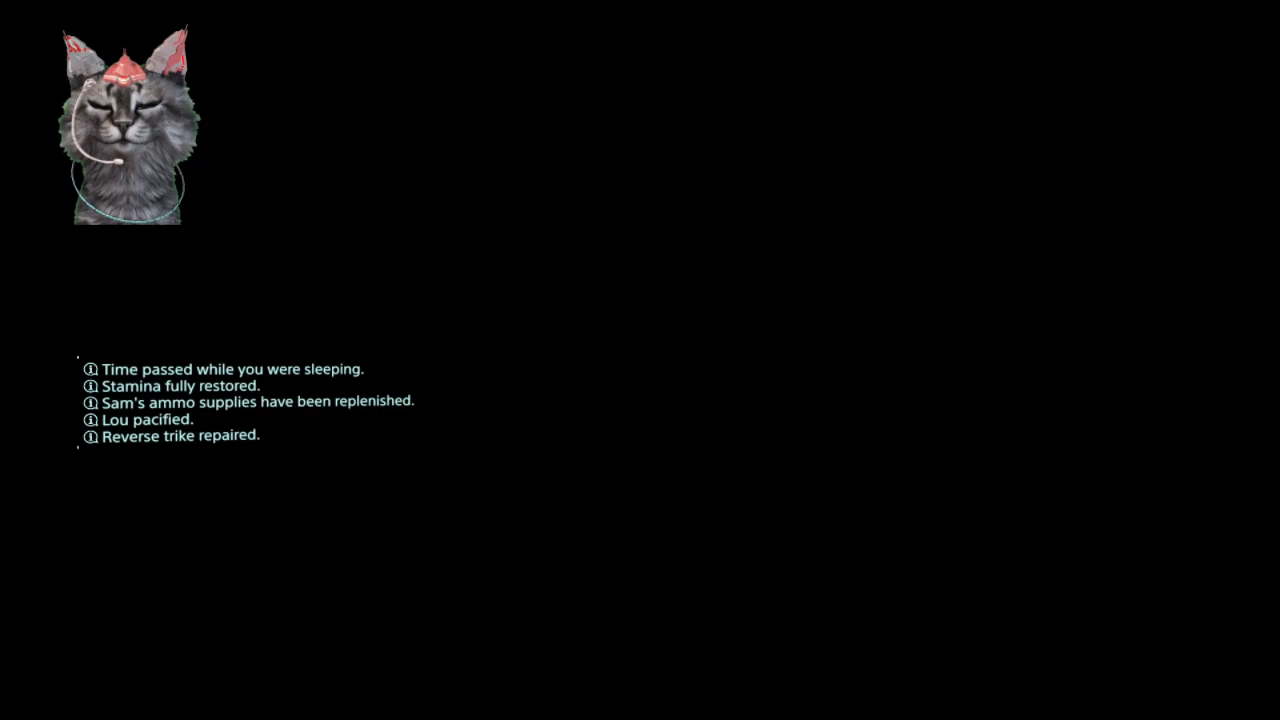 Time passed while you were sleeping.
Stamina fully restored.
Sam's ammo supplies have been replenished.
Lou pacified.
Reverse trike repaired.